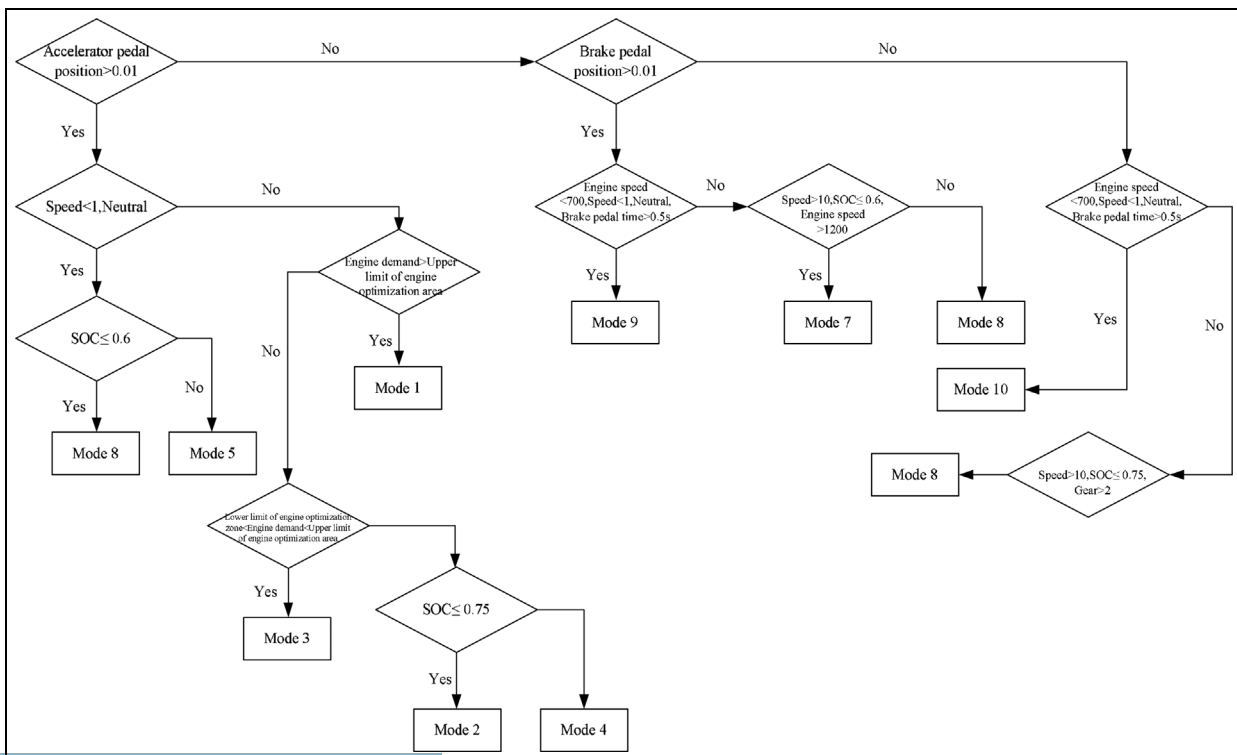 Accelerator pedal
position>0.01
No
Brake pedal
position>0.01
No
Yes
Yes
Speed<1,Neutral
No
Engine speed
<700,Speed<1,Neutral,
Brake pedal time>0.5s
No
Speed>10,SOC≤ 0.6,
Engine speed
>1200
No
Engine speed
<700,Speed<1,Neutral,
Brake pedal time>0.5s
Yes
Engine demand>Upper
limit of engine
optimization area
Yes
Yes
Mode 9
Mode 7
Mode 8
SOC≤ 0.6
No
Yes
Mode 1
Yes
No
No
Yes
Mode 8
Mode 5
Mode 10
Mode 8
Speed>10,SOC≤ 0.75,
Gear>2
Lower limit of engine optimization
zone<Engine demand<Upper limit
of engine optimization area
Yes
Mode 3
SOC≤ 0.75
Yes
Mode 2
Mode 4